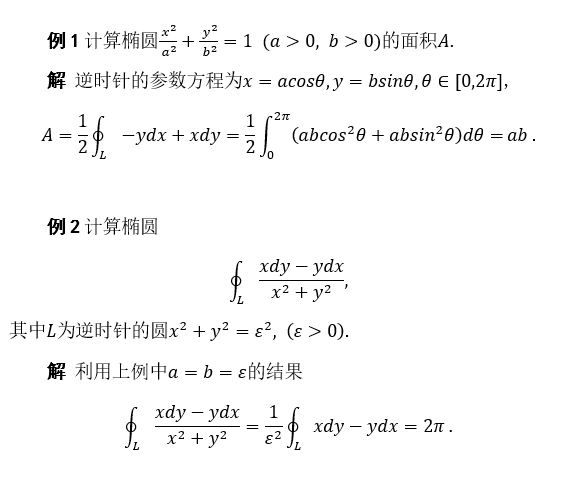 例 1 计算椭圆x²/a² + y²/b² = 1 (a > 0, b > 0)的面积A.
解 逆时针的参数方程为x = acosθ, y = bsinθ, θ ∈ [0,2π],
A = 1/2 ∮_L −ydx + xdy = 1/2 ∫_0^{2π} (abcos²θ + absin²θ)dθ = ab .
例 2 计算椭圆
∮_L (xdy − ydx)/(x² + y²),
其中L为逆时针的圆x² + y² = ε², (ε > 0).
解 利用上例中a = b = ε的结果
∮_L (xdy − ydx)/(x² + y²) = 1/ε² ∮_L xdy − ydx = 2π .